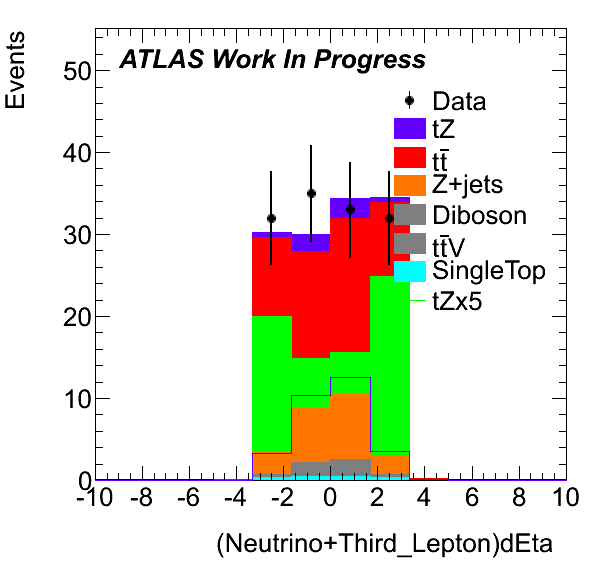 Events
ATLAS Work In Progress
Data
tZ
tt̄
Z+jets
Diboson
tt̄V
SingleTop
tZx5
50
40
30
20
10
0
-10 -8 -6 -4 -2 0 2 4 6 8 10
(Neutrino+Third_Lepton)dEta